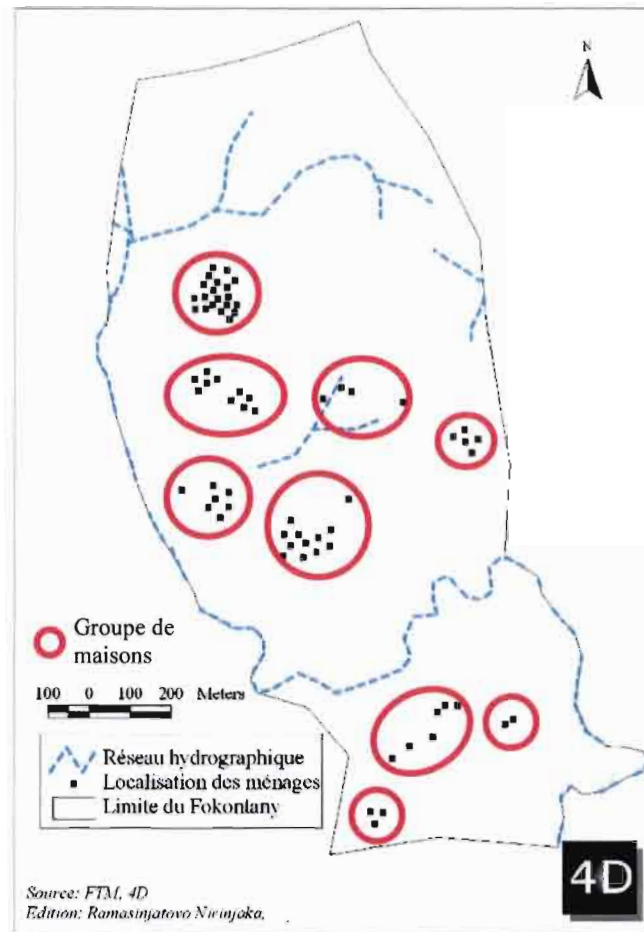 N
Groupe de
maisons
100 0 100 200 Meters
Réseau hydrographique
Localisation des ménages
Limite du Fokontany
4D
Source: FTM, 4D
Edition: Ramasinjatovo Nirinjaka,